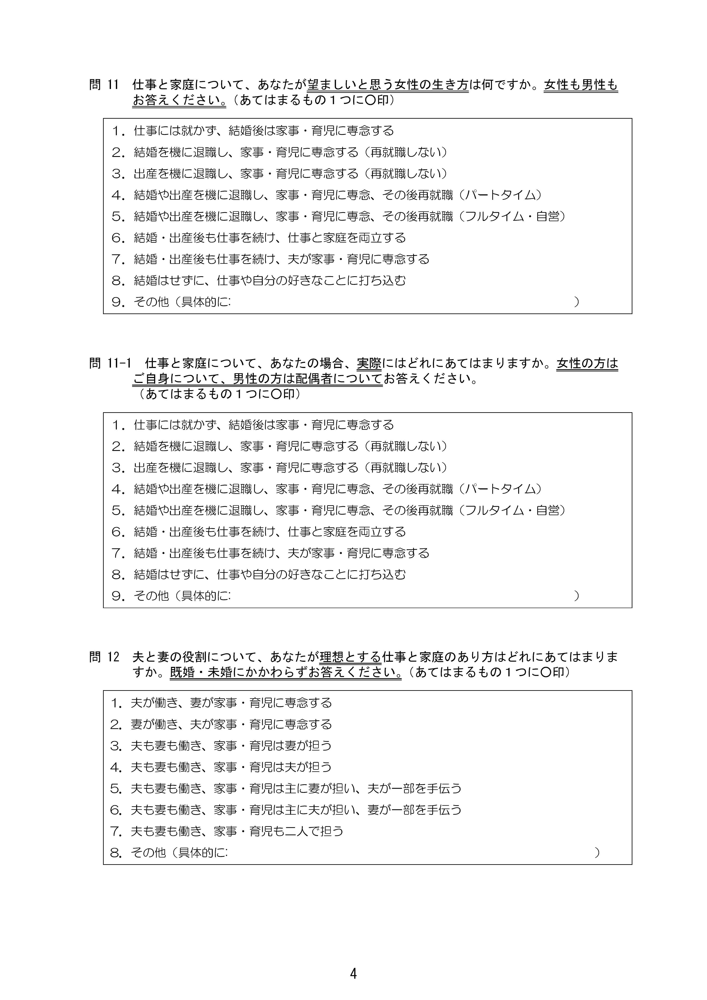 問 11　仕事と家庭について、あなたが望ましいと思う女性の生き方は何ですか。女性も男性も
お答えください。（あてはまるもの１つに〇印）
１．仕事には就かず、結婚後は家事・育児に専念する
２．結婚を機に退職し、家事・育児に専念する（再就職しない）
３．出産を機に退職し、家事・育児に専念する（再就職しない）
４．結婚や出産を機に退職し、家事・育児に専念、その後再就職（パートタイム）
５．結婚や出産を機に退職し、家事・育児に専念、その後再就職（フルタイム・自営）
６．結婚・出産後も仕事を続け、仕事と家庭を両立する
７．結婚・出産後も仕事を続け、夫が家事・育児に専念する
８．結婚はせずに、仕事や自分の好きなことに打ち込む
９．その他（具体的に:　　　　　　　　　　　　　　　　　　　　　　　　　　　　　）
問 11-1　仕事と家庭について、あなたの場合、実際にはどれにあてはまりますか。女性の方は
ご自身について、男性の方は配偶者についてお答えください。
（あてはまるもの１つに〇印）
１．仕事には就かず、結婚後は家事・育児に専念する
２．結婚を機に退職し、家事・育児に専念する（再就職しない）
３．出産を機に退職し、家事・育児に専念する（再就職しない）
４．結婚や出産を機に退職し、家事・育児に専念、その後再就職（パートタイム）
５．結婚や出産を機に退職し、家事・育児に専念、その後再就職（フルタイム・自営）
６．結婚・出産後も仕事を続け、仕事と家庭を両立する
７．結婚・出産後も仕事を続け、夫が家事・育児に専念する
８．結婚はせずに、仕事や自分の好きなことに打ち込む
９．その他（具体的に:　　　　　　　　　　　　　　　　　　　　　　　　　　　　　）
問 12　夫と妻の役割について、あなたが理想とする仕事と家庭のあり方はどれにあてはまりま
すか。既婚・未婚にかかわらずお答えください。（あてはまるもの１つに〇印）
1．夫が働き、妻が家事・育児に専念する
2．妻が働き、夫が家事・育児に専念する
3．夫も妻も働き、家事・育児は妻が担う
4．夫も妻も働き、家事・育児は夫が担う
5．夫も妻も働き、家事・育児は主に妻が担い、夫が一部を手伝う
6．夫も妻も働き、家事・育児は主に夫が担い、妻が一部を手伝う
7．夫も妻も働き、家事・育児も二人で担う
8．その他（具体的に:　　　　　　　　　　　　　　　　　　　　　　　　　　　　　　　）
4